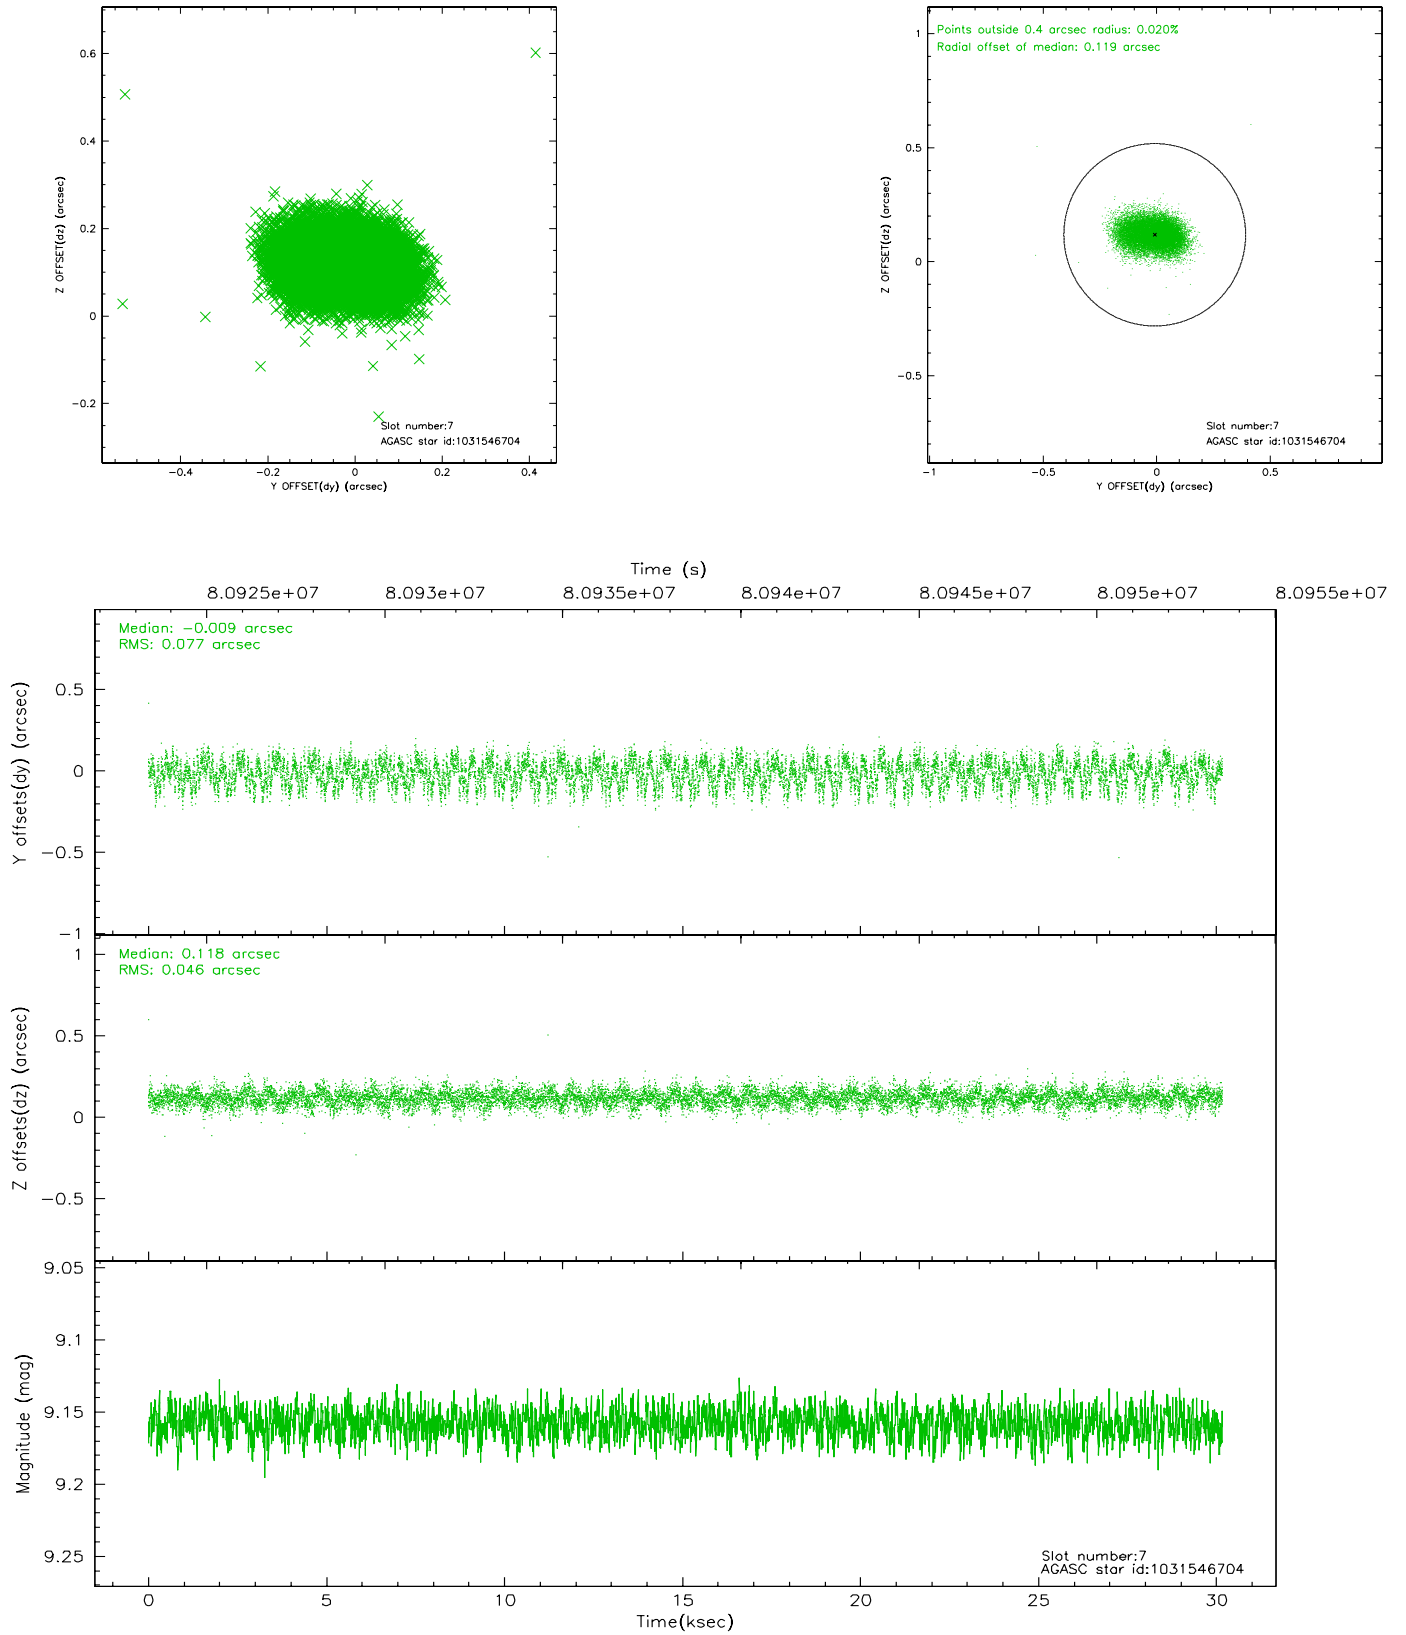 0.6
0.4
0.2
0
−0.2
Z OFFSET(dz) (arcsec)
Slot number:7
AGASC star id:1031546704
−0.4
−0.2
0
0.2
0.4
Y OFFSET(dy) (arcsec)
Points outside 0.4 arcsec radius: 0.020%
Radial offset of median: 0.119 arcsec
1
0.5
0
−0.5
Z OFFSET(dz) (arcsec)
Slot number:7
AGASC star id:1031546704
−1
−0.5
0
0.5
Y OFFSET(dy) (arcsec)
Time (s)
8.0925e+07
8.093e+07
8.0935e+07
8.094e+07
8.0945e+07
8.095e+07
8.0955e+07
Median: −0.009 arcsec
RMS: 0.077 arcsec
0.5
0
−0.5
−1
Y offsets(dy) (arcsec)
Median: 0.118 arcsec
RMS: 0.046 arcsec
1
0.5
0
−0.5
Z offsets(dz) (arcsec)
9.05
9.1
9.15
9.2
9.25
Magnitude (mag)
Slot number:7
AGASC star id:1031546704
0
5
10
15
20
25
30
Time(ksec)